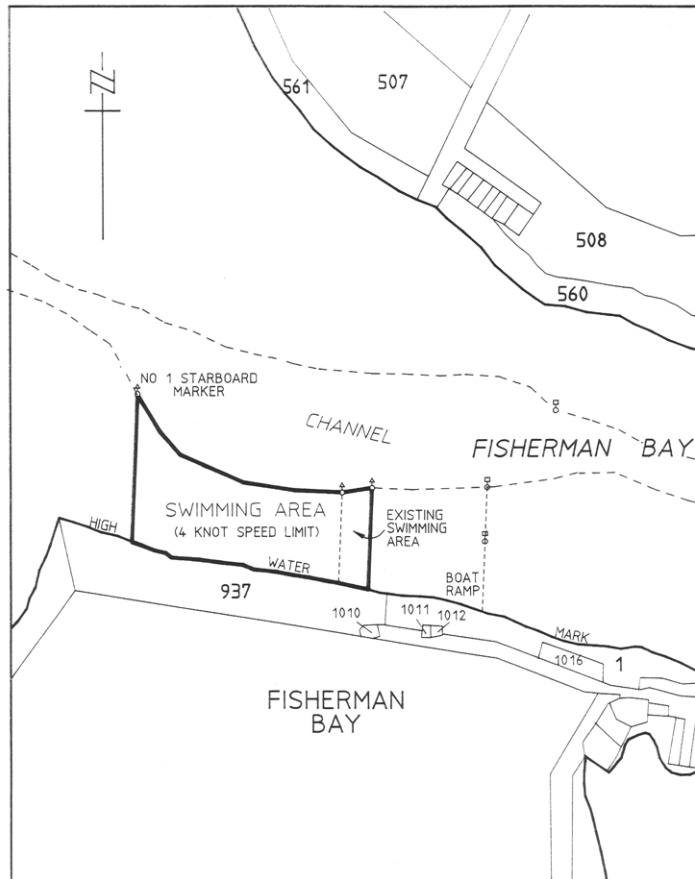 561
507
508
560
NO 1 STARBOARD
MARKER
CHANNEL
FISHERMAN BAY
SWIMMING AREA
(4 KNOT SPEED LIMIT)
EXISTING
SWIMMING
AREA
HIGH
WATER
MARK
BOAT
RAMP
937
1010
1011
1012
1016
1
FISHERMAN
BAY